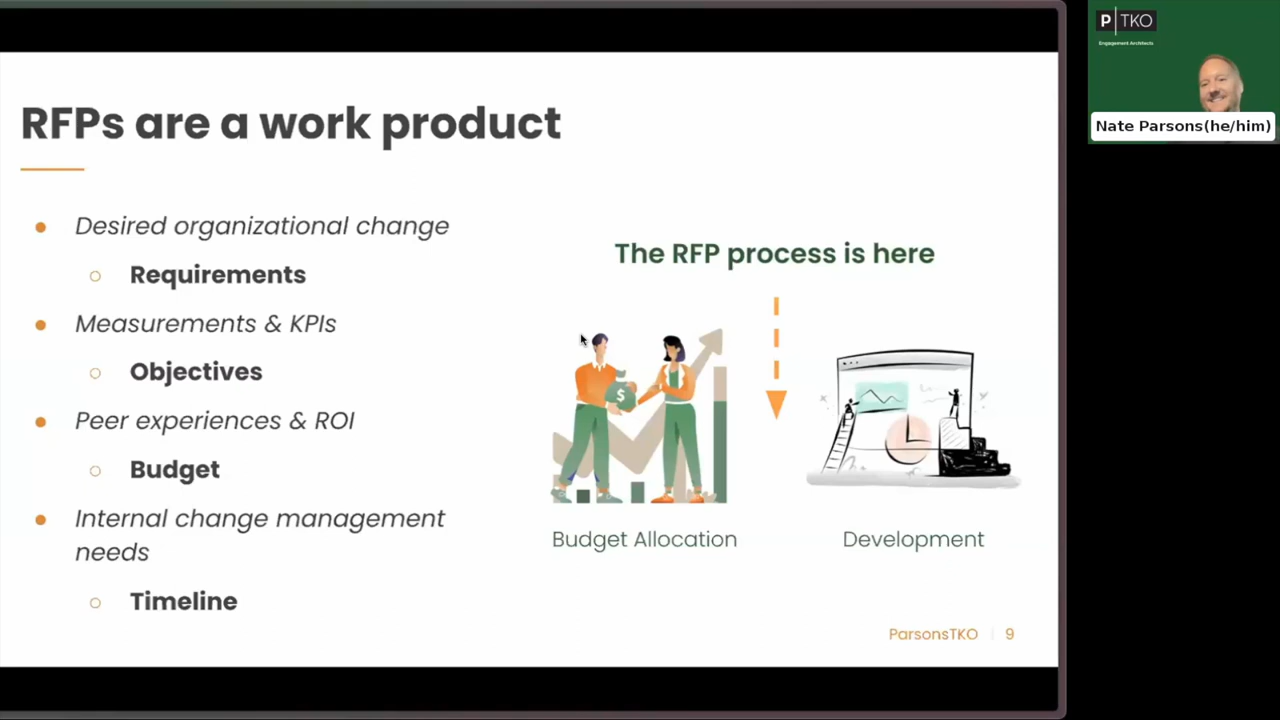 RFPs are a work product
Desired organizational change
Requirements
Measurements & KPIs
Objectives
Peer experiences & ROI
Budget
Internal change management
needs
Timeline
The RFP process is here
$
Budget Allocation
Development
ParsonsTKO | 9
P | TKO
Engagement Architects
Nate Parsons(he/him)